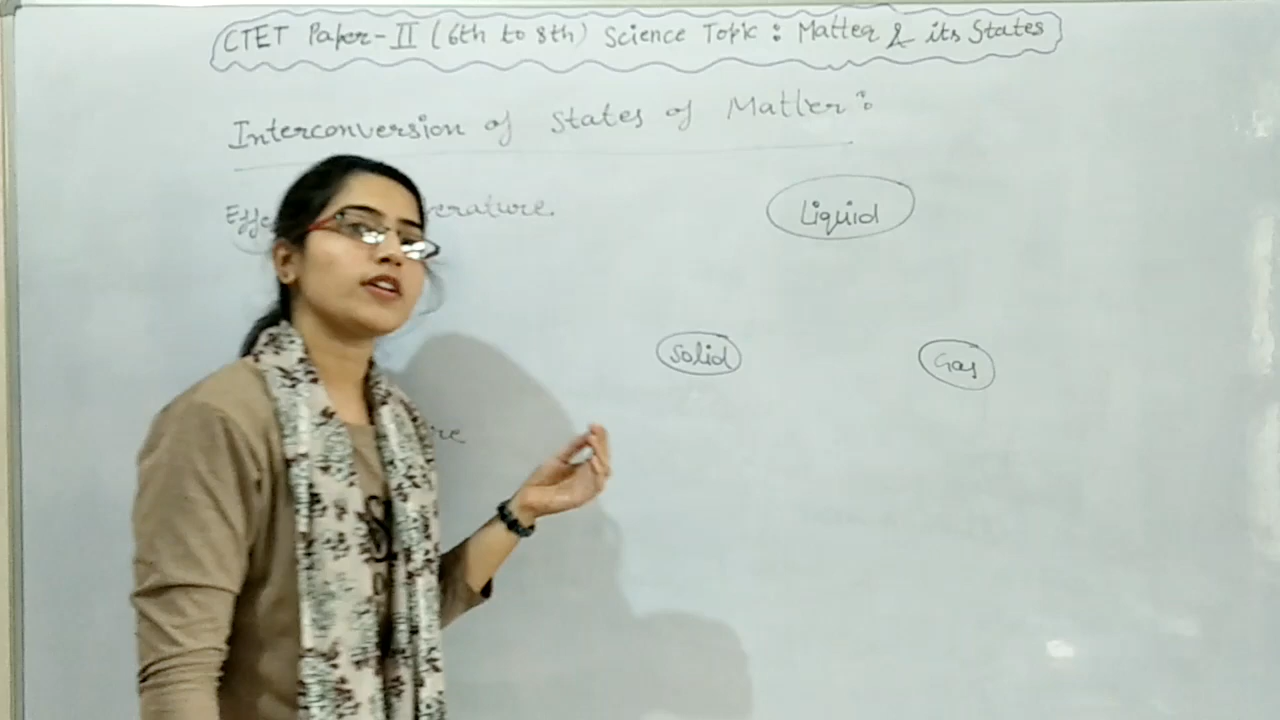 CTET Paper-II (6th to 8th) Science Topic : Matter & its States
Interconversion of States of Matter :
Liquid
Solid
Gas